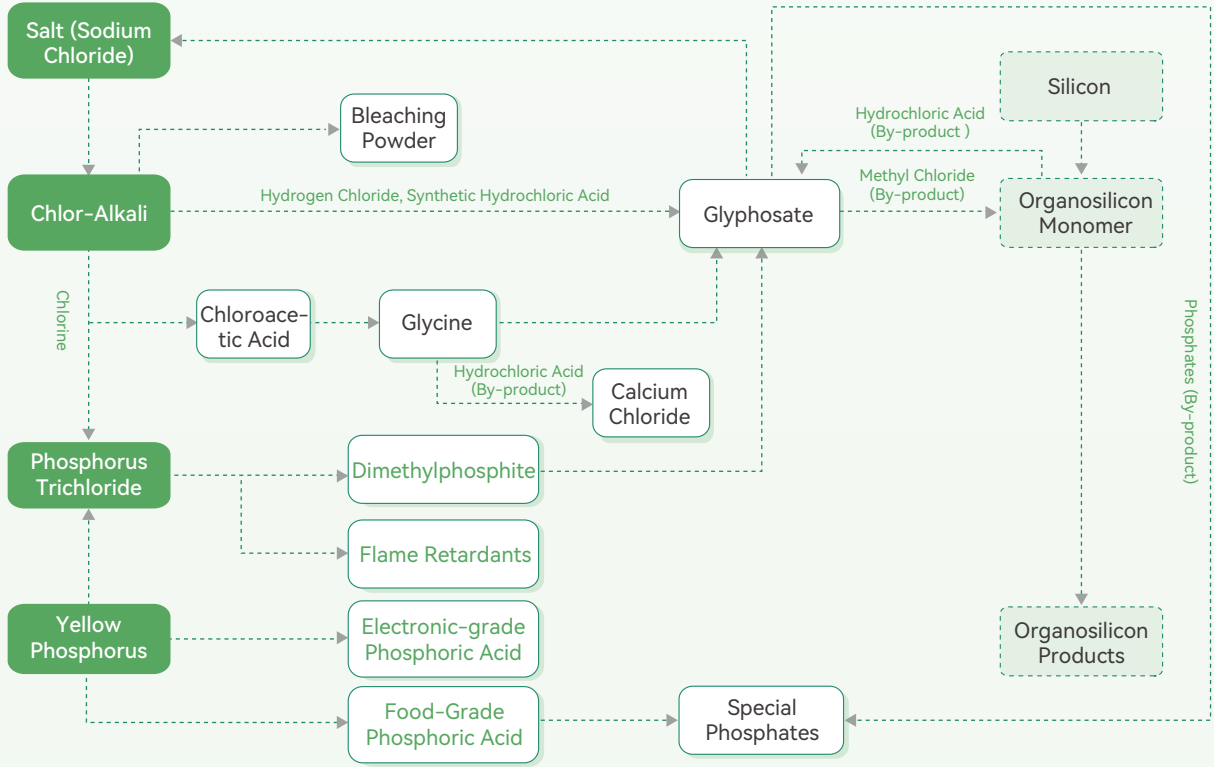 Salt (Sodium
Chloride)
Silicon
Bleaching
Powder
Hydrochloric Acid
(By-product )
Methyl Chloride
(By-product)
Chlor-Alkali
Hydrogen Chloride, Synthetic Hydrochloric Acid
Glyphosate
Organosilicon
Monomer
Chlorine
Chloroace-
tic Acid
Glycine
Hydrochloric Acid
(By-product)
Calcium
Chloride
Phosphates (By-product)
Phosphorus
Trichloride
Dimethylphosphite
Flame Retardants
Yellow
Phosphorus
Electronic-grade
Phosphoric Acid
Organosilicon
Products
Food-Grade
Phosphoric Acid
Special
Phosphates